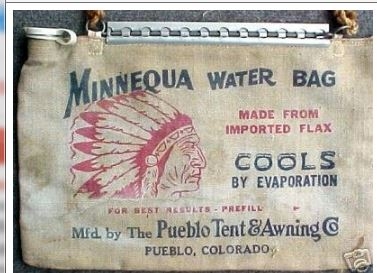 MINNEQUA WATER BAG
MADE FROM
IMPORTED FLAX
COOLS
BY EVAPORATION
FOR BEST RESULTS - PREFILL
Mfd. by The Pueblo Tent & Awning Co
PUEBLO, COLORADO